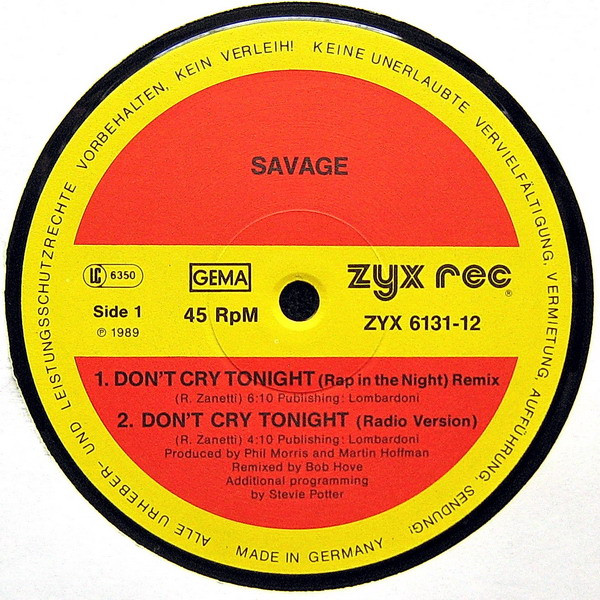 ALLE URHEBER- UND LEISTUNGSSCHUTZRECHTE VORBEHALTEN, KEIN VERLEIH! KEINE UNERLAUBTE VERVIELFÄLTIGUNG, VERMIETUNG, AUFFÜHRUNG, SENDUNG!
SAVAGE
LC 6350
GEMA
zyx rec®
Side 1
45 RpM
ZYX 6131-12
℗ 1989
1. DON'T CRY TONIGHT (Rap in the Night) Remix
(R. Zanetti) 6:10 Publishing: Lombardoni
2. DON'T CRY TONIGHT (Radio Version)
(R. Zanetti) 4:10 Publishing: Lombardoni
Produced by Phil Morris and Martin Hoffman
Remixed by Bob Hove
Additional programming
by Stevie Potter
MADE IN GERMANY